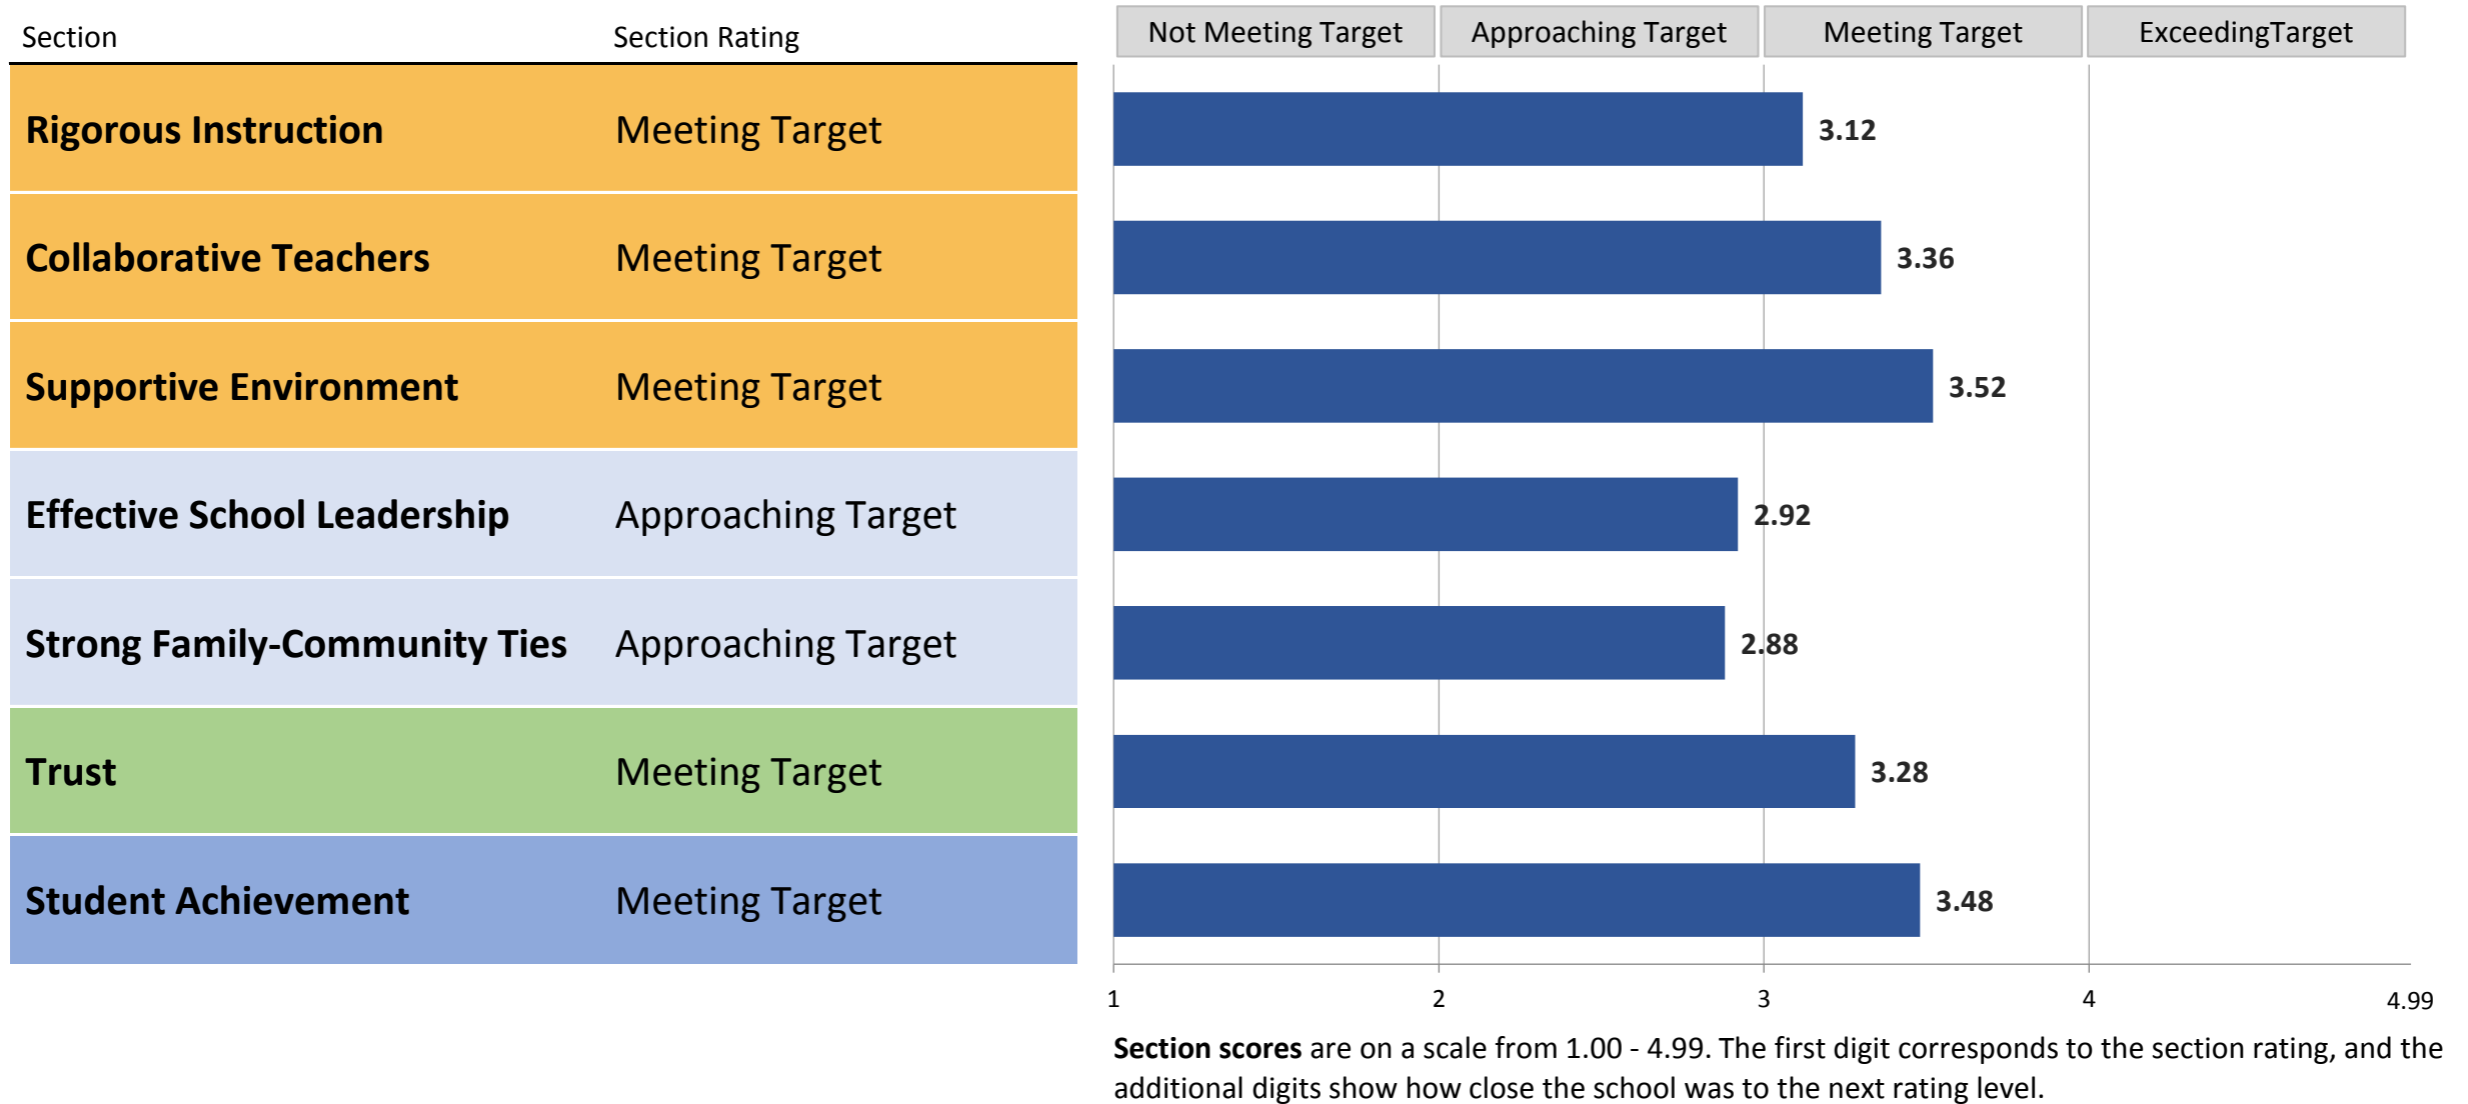 Section Section Rating Not Meeting Target Approaching Target Meeting Target ExceedingTarget
Rigorous Instruction Meeting Target 3.12
Collaborative Teachers Meeting Target 3.36
Supportive Environment Meeting Target 3.52
Effective School Leadership Approaching Target 2.92
Strong Family-Community Ties Approaching Target 2.88
Trust Meeting Target 3.28
Student Achievement Meeting Target 3.48
1 2 3 4 4.99
Section scores are on a scale from 1.00 - 4.99. The first digit corresponds to the section rating, and the
additional digits show how close the school was to the next rating level.